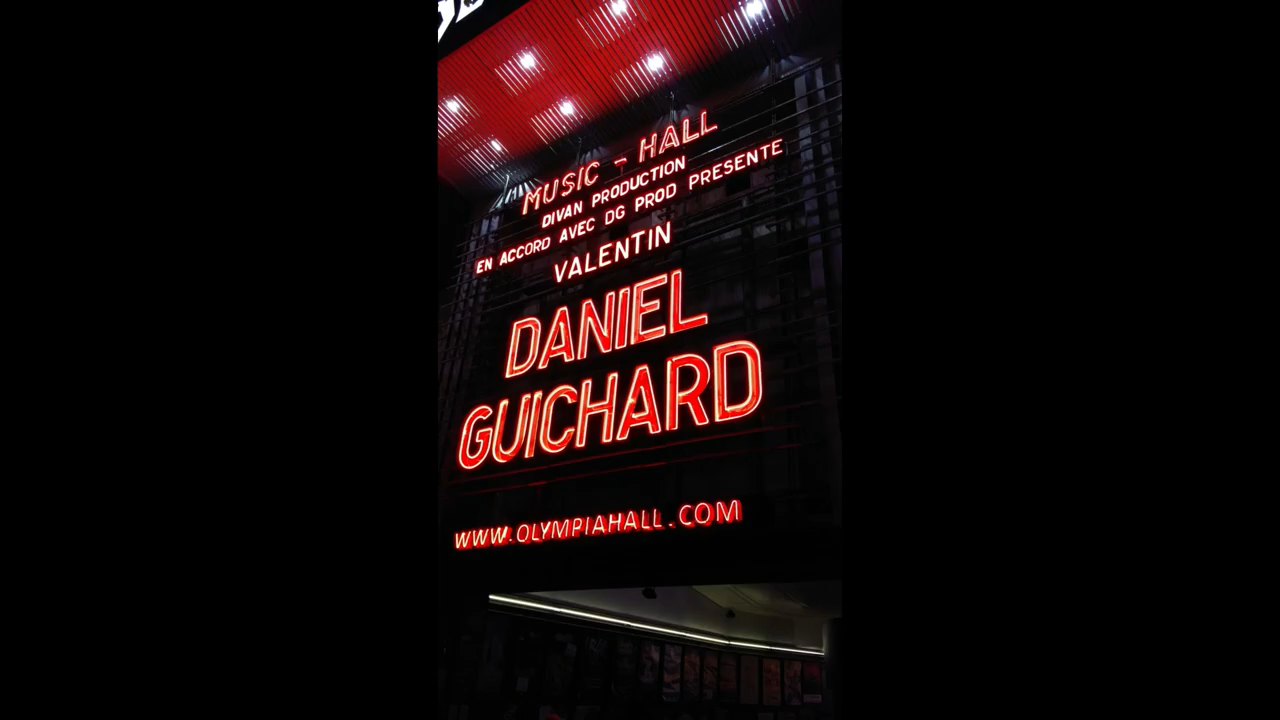 MUSIC - HALL
DIVAN PRODUCTION
EN ACCORD AVEC DG PROD PRESENTE
VALENTIN
DANIEL
GUICHARD
WWW.OLYMPIAHALL.COM